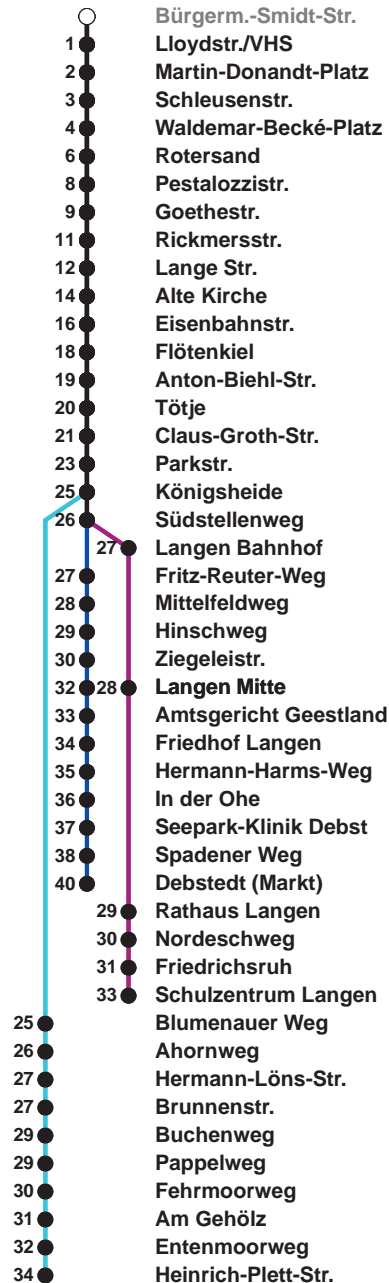 Bürgerm.-Smidt-Str.
1 Lloydstr./VHS
2 Martin-Donandt-Platz
3 Schleusenstr.
4 Waldemar-Becké-Platz
6 Rotersand
8 Pestalozzistr.
9 Goethestr.
11 Rickmersstr.
12 Lange Str.
14 Alte Kirche
16 Eisenbahnstr.
18 Flötenkiel
19 Anton-Biehl-Str.
20 Tötje
21 Claus-Groth-Str.
23 Parkstr.
25 Königsheide
26 Südstellenweg
27 Langen Bahnhof
27 Fritz-Reuter-Weg
28 Mittelfeldweg
29 Hinschweg
30 Ziegeleistr.
32 28 Langen Mitte
33 Amtsgericht Geestland
34 Friedhof Langen
35 Hermann-Harms-Weg
36 In der Ohe
37 Seepark-Klinik Debst
38 Spadener Weg
40 Debstedt (Markt)
29 Rathaus Langen
30 Nordeschweg
31 Friedrichsruh
33 Schulzentrum Langen
25 Blumenauer Weg
26 Ahornweg
27 Hermann-Löns-Str.
27 Brunnenstr.
29 Buchenweg
29 Pappelweg
30 Fehrmoorweg
31 Am Gehölz
32 Entenmoorweg
34 Heinrich-Plett-Str.